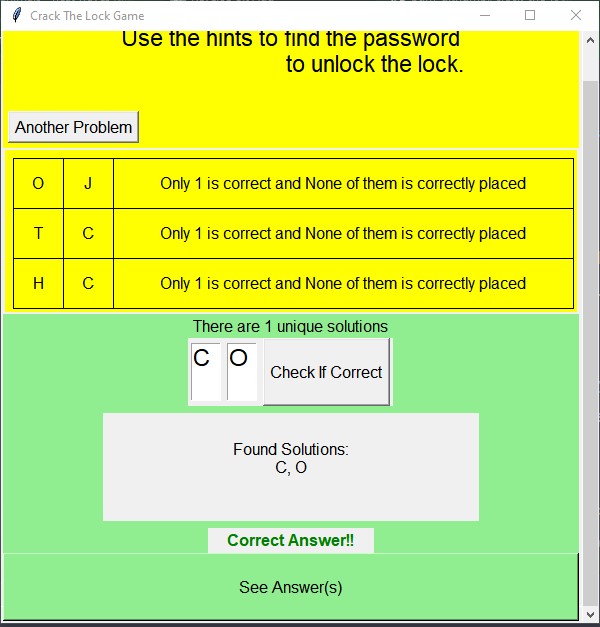 Crack The Lock Game
Use the hints to find the password
to unlock the lock.
Another Problem
O J Only 1 is correct and None of them is correctly placed
T C Only 1 is correct and None of them is correctly placed
H C Only 1 is correct and None of them is correctly placed
There are 1 unique solutions
C O Check If Correct
Found Solutions:
C, O
Correct Answer!!
See Answer(s)